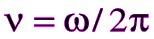 ν = ω/2π